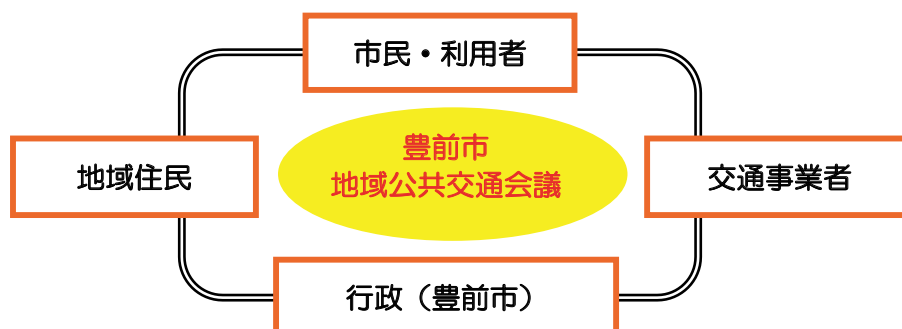 市民・利用者
豊前市
地域公共交通会議
地域住民
交通事業者
行政（豊前市）